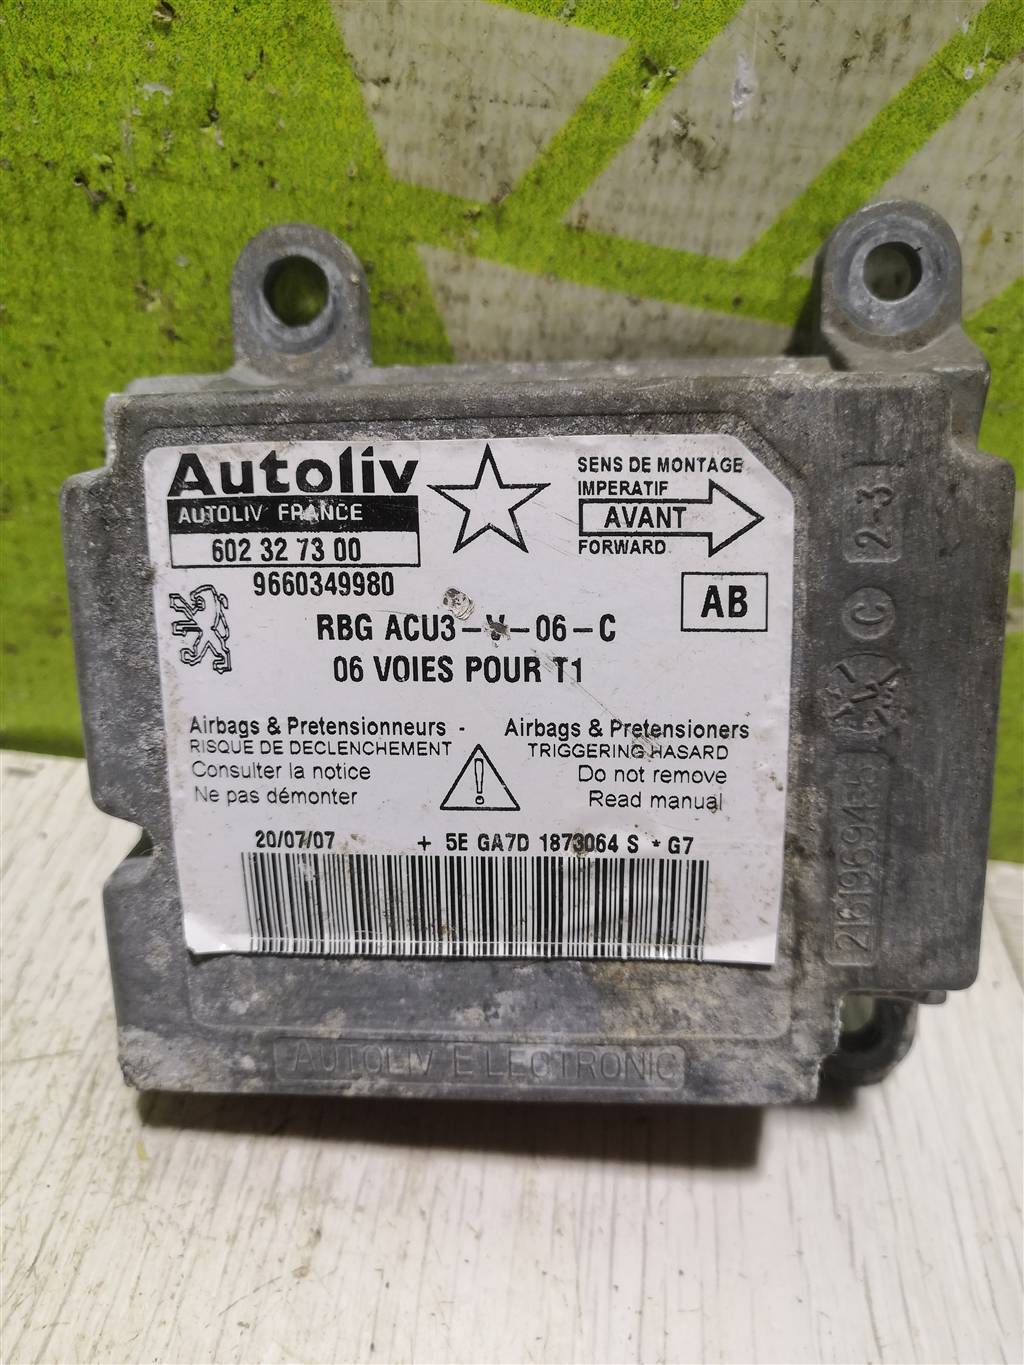 Autoliv
AUTOLIV FRANCE
602 32 73 00
9660349980
SENS DE MONTAGE
IMPERATIF
AVANT
FORWARD
AB
RBG ACU3-V-06-C
06 VOIES POUR T1
Airbags & Pretensionneurs -
RISQUE DE DECLENCHEMENT
Consulter la notice
Ne pas démonter
Airbags & Pretensioners
TRIGGERING HASARD
Do not remove
Read manual
20/07/07 + 5E GA7D 1873064 S * G7
AUTOLIV ELECTRONIC
2-3
C